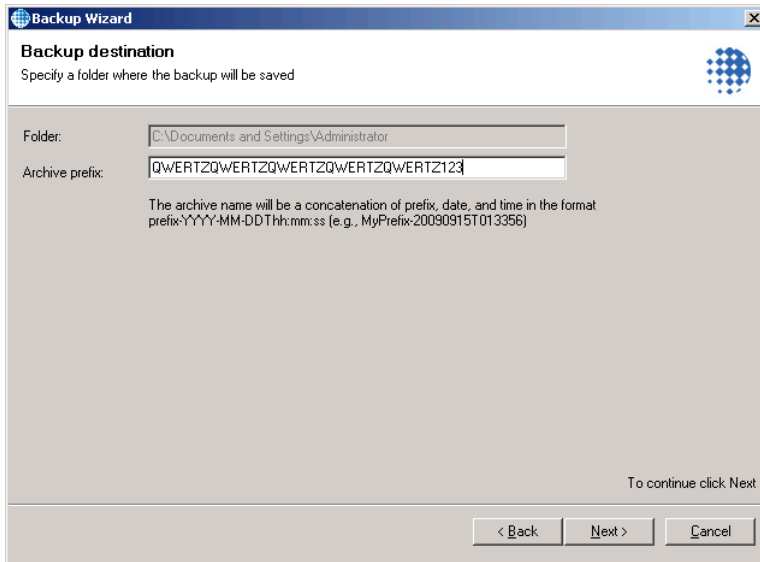 Backup Wizard
Backup destination
Specify a folder where the backup will be saved
Folder:
C:\Documents and Settings\Administrator
Archive prefix:
QWERTZQWERTZQWERTZQWERTZQWERTZ123
The archive name will be a concatenation of prefix, date, and time in the format
prefix-YYYY-MM-DDThh:mm:ss (e.g., MyPrefix-20090915T013356)
To continue click Next
< Back
Next >
Cancel